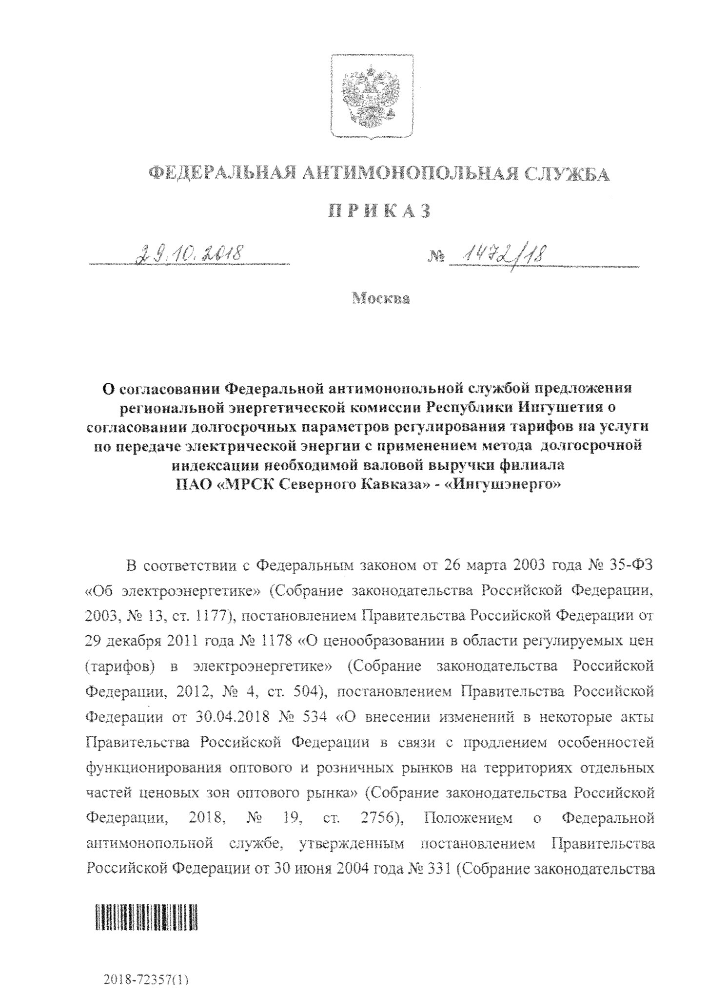 ФЕДЕРАЛЬНАЯ АНТИМОНОПОЛЬНАЯ СЛУЖБА
П Р И К А З
29.10.2018 № 1472/18
Москва
О согласовании Федеральной антимонопольной службой предложения
региональной энергетической комиссии Республики Ингушетия о
согласовании долгосрочных параметров регулирования тарифов на услуги
по передаче электрической энергии с применением метода долгосрочной
индексации необходимой валовой выручки филиала
ПАО «МРСК Северного Кавказа» - «Ингушэнерго»
В соответствии с Федеральным законом от 26 марта 2003 года № 35-ФЗ
«Об электроэнергетике» (Собрание законодательства Российской Федерации,
2003, № 13, ст. 1177), постановлением Правительства Российской Федерации от
29 декабря 2011 года № 1178 «О ценообразовании в области регулируемых цен
(тарифов) в электроэнергетике» (Собрание законодательства Российской
Федерации, 2012, № 4, ст. 504), постановлением Правительства Российской
Федерации от 30.04.2018 № 534 «О внесении изменений в некоторые акты
Правительства Российской Федерации в связи с продлением особенностей
функционирования оптового и розничных рынков на территориях отдельных
частей ценовых зон оптового рынка» (Собрание законодательства Российской
Федерации, 2018, № 19, ст. 2756), Положением о Федеральной
антимонопольной службе, утвержденным постановлением Правительства
Российской Федерации от 30 июня 2004 года № 331 (Собрание законодательства
2018-72357(1)